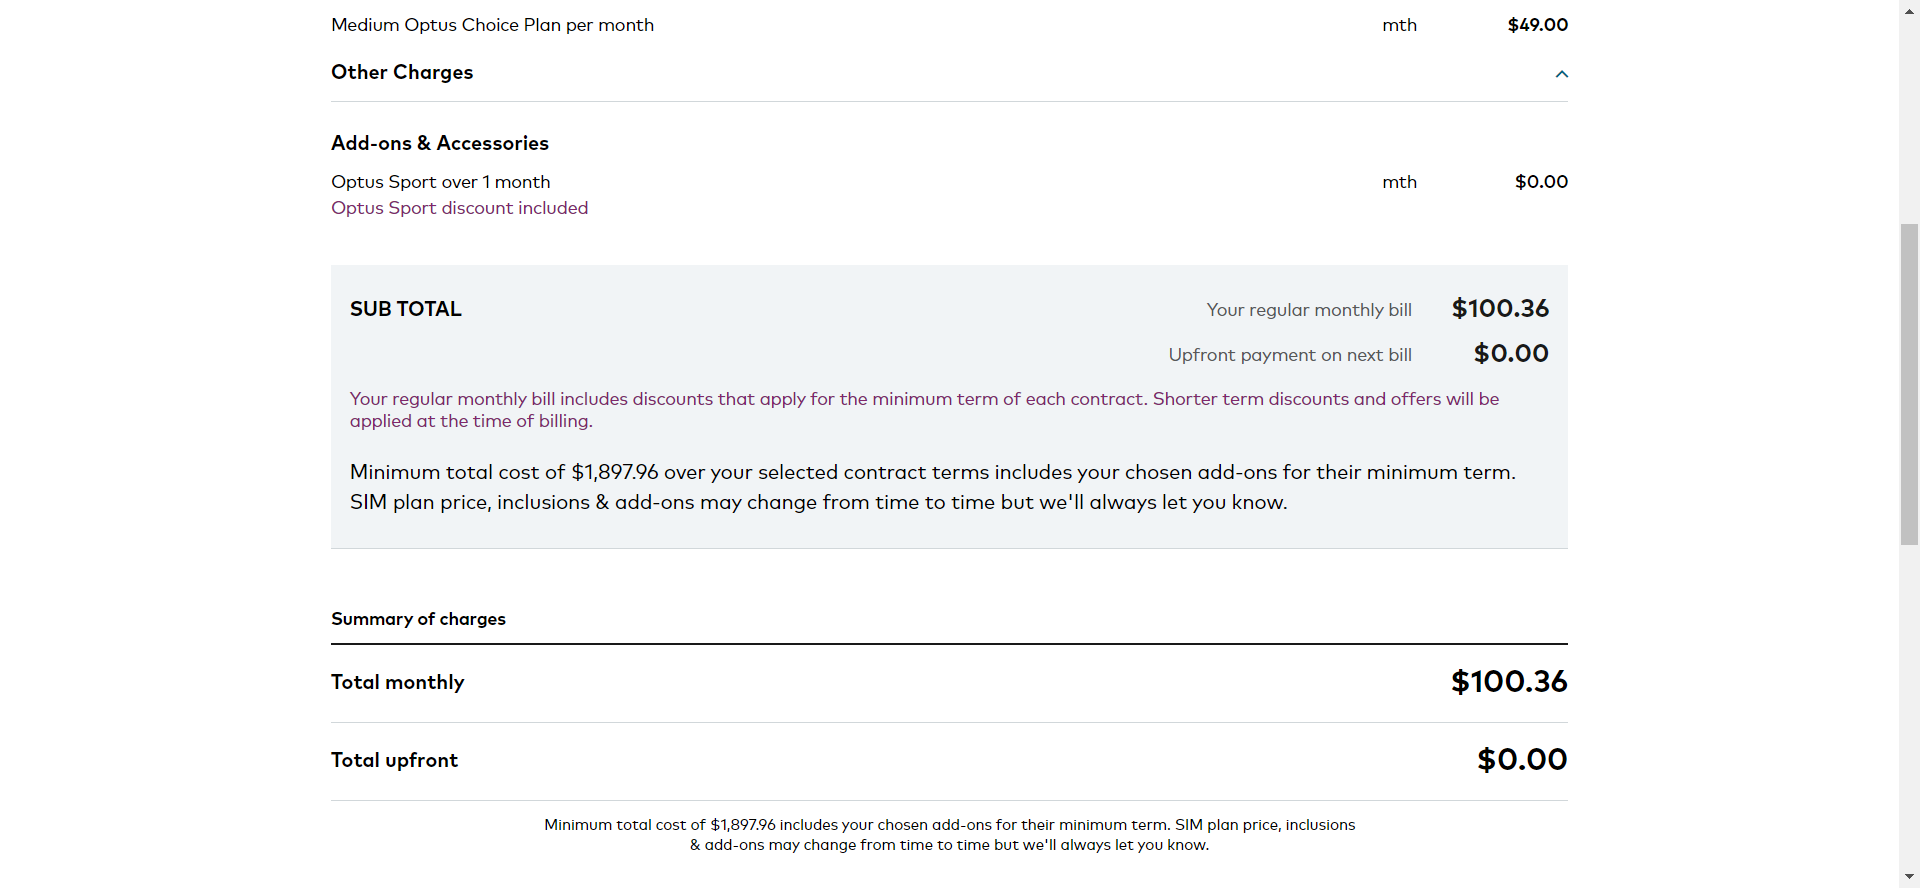 Medium Optus Choice Plan per month mth $49.00
Other Charges
Add-ons & Accessories
Optus Sport over 1 month mth $0.00
Optus Sport discount included
SUB TOTAL Your regular monthly bill $100.36
Upfront payment on next bill $0.00
Your regular monthly bill includes discounts that apply for the minimum term of each contract. Shorter term discounts and offers will be
applied at the time of billing.
Minimum total cost of $1,897.96 over your selected contract terms includes your chosen add-ons for their minimum term.
SIM plan price, inclusions & add-ons may change from time to time but we'll always let you know.
Summary of charges
Total monthly $100.36
Total upfront $0.00
Minimum total cost of $1,897.96 includes your chosen add-ons for their minimum term. SIM plan price, inclusions
& add-ons may change from time to time but we'll always let you know.